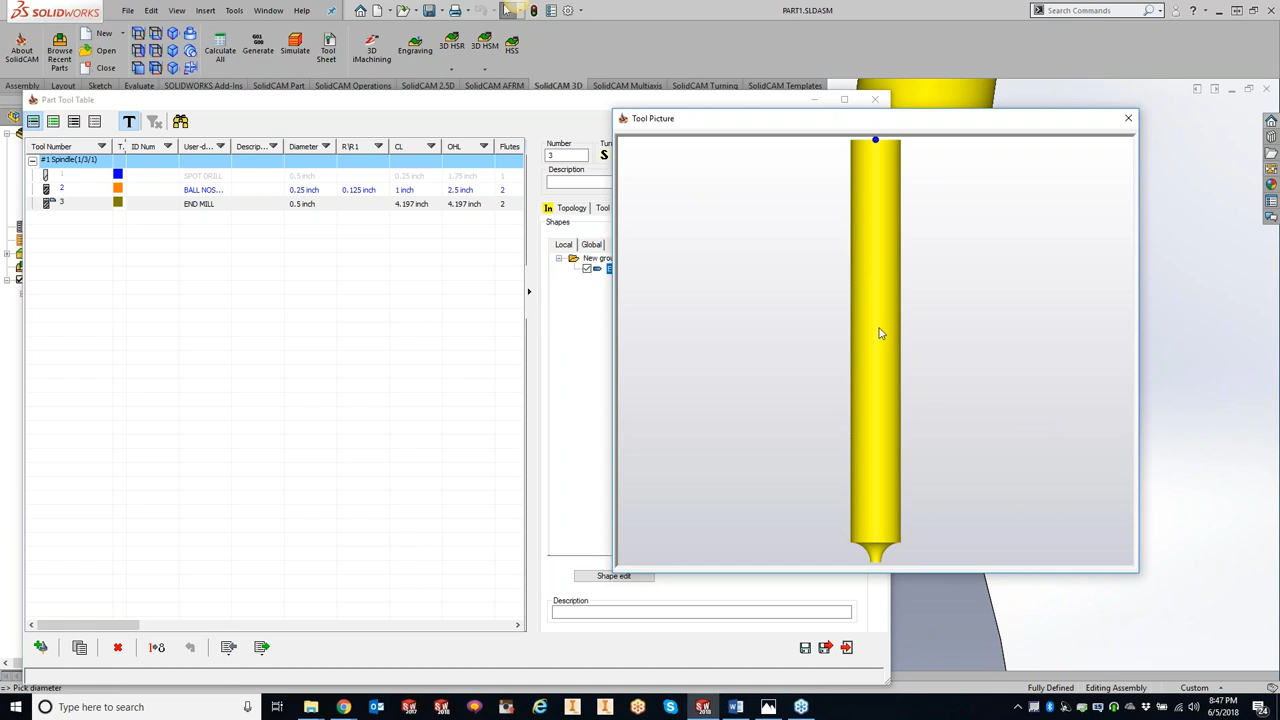 SOLIDWORKS
File Edit View Insert Tools Window Help
PART1.SLDASM
Search Commands
About
SolidCAM
Browse
Recent
Parts
New
Open
Close
Calculate
All
G01
G00
Generate
Simulate
Tool
Sheet
3D
iMachining
Engraving
3D HSR
3D HSM
HSS
Assembly Layout Sketch Evaluate SOLIDWORKS Add-Ins SolidCAM Part SolidCAM Operations SolidCAM 2.5D SolidCAM AFRM SolidCAM 3D SolidCAM Multiaxis SolidCAM Turning SolidCAM Templates
Part Tool Table
T
Tool Number T. ID Num User-d... Descrip... Diameter R\R1 CL OHL Flutes
#1 Spindle(1/3/1)
1 SPOT DRILL 0.5 inch 0.25 inch 1.75 inch 1
2 BALL NOS... 0.25 inch 0.125 inch 1 inch 2.5 inch 2
3 END MILL 0.5 inch 4.197 inch 4.197 inch 2
Number
3
S
Description
In Topology Tool
Shapes
Local Global
Shape edit
Description
Tool Picture
=> Pick diameter
Fully Defined Editing Assembly Custom
Type here to search
8:47 PM
6/5/2018